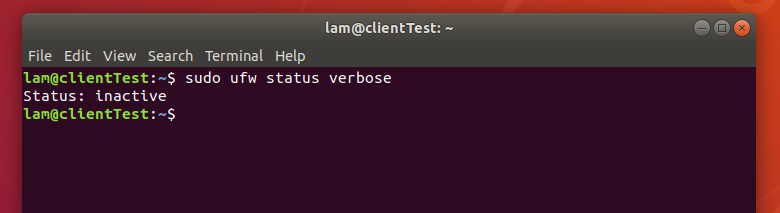 lam@clientTest: ~
File Edit View Search Terminal Help
lam@clientTest:~$ sudo ufw status verbose
Status: inactive
lam@clientTest:~$